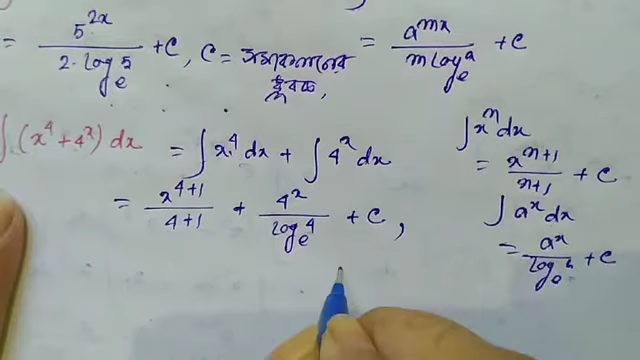 = 5^{2x} / 2·log_e^5 + c, c = সমাকলনের ধ্রুবক,
= a^{mx} / m log_e^a + c
∫(x^4 + 4^x) dx = ∫x^4 dx + ∫4^x dx
= x^{4+1} / 4+1 + 4^x / log_e^4 + c,
∫x^n dx
= x^{n+1} / n+1 + c
∫a^x dx
= a^x / log_e^a + c